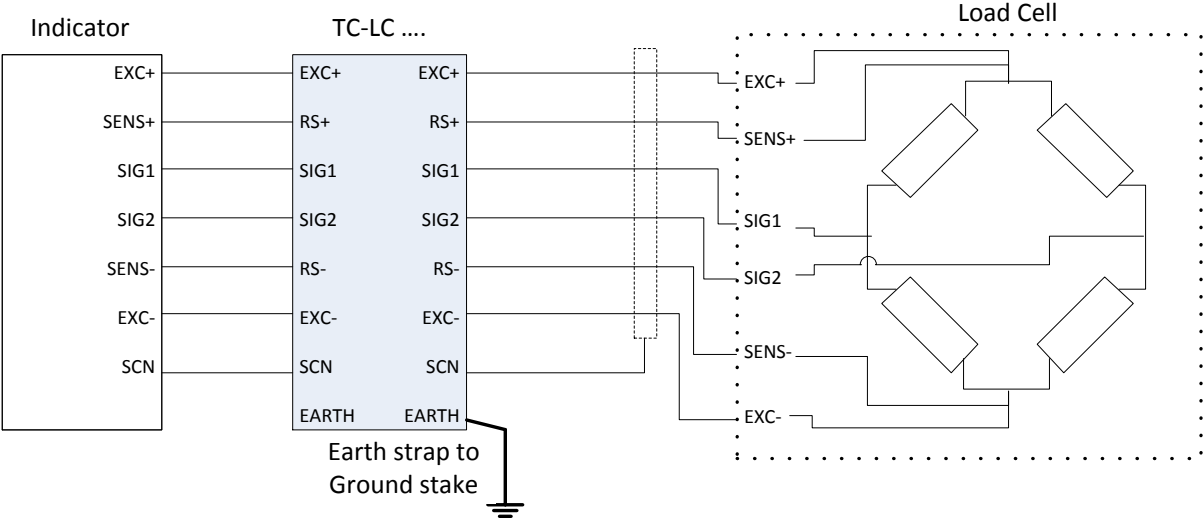 Indicator
TC-LC ....
Load Cell
EXC+
SENS+
SIG1
SIG2
SENS-
EXC-
SCN
EXC+
RS+
SIG1
SIG2
RS-
EXC-
SCN
EARTH
EXC+
RS+
SIG1
SIG2
RS-
EXC-
SCN
EARTH
EXC+
SENS+
SIG1
SIG2
SENS-
EXC-
Earth strap to
Ground stake